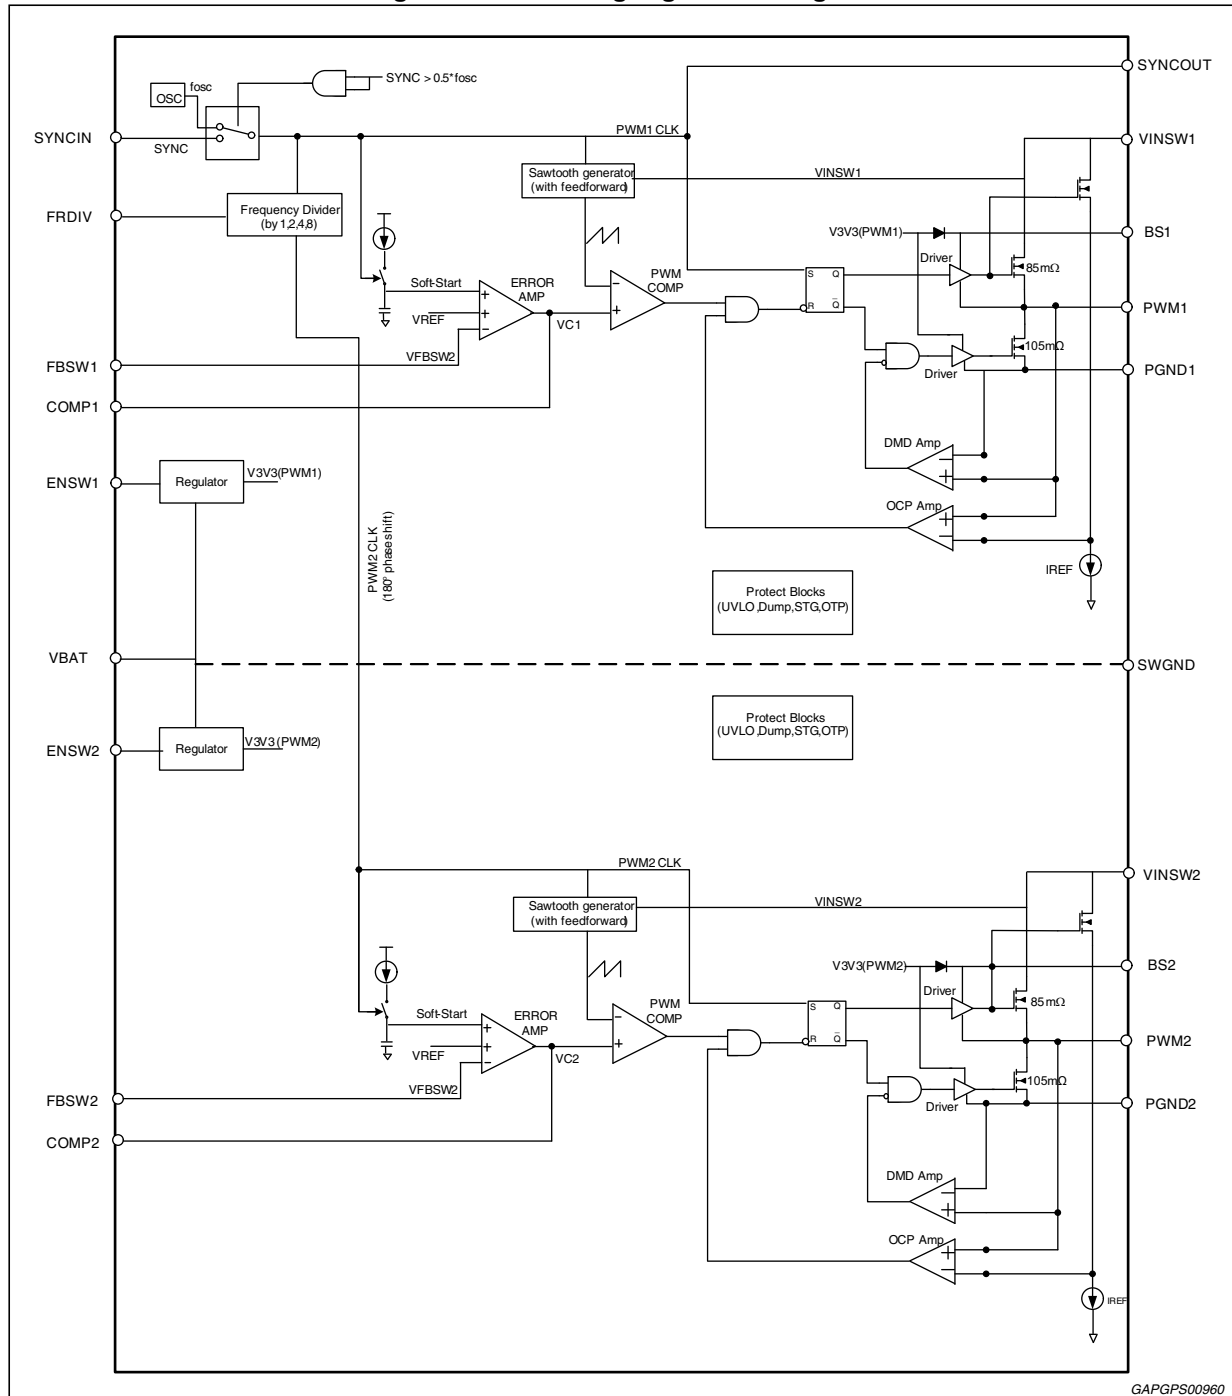 SYNCOUT
SYNC > 0.5*fosc
fosc
OSC
SYNCIN
SYNC
PWM1 CLK
VINSW1
Sawtooth generator
(with feedforward)
VINSW1
FRDIV
Frequency Divider
(by 1,2,4,8)
V3V3(PWM1)
BS1
Driver
85mΩ
S Q
R Q̅
Soft-Start
ERROR
AMP
PWM
COMP
VREF
VC1
PWM1
105mΩ
Driver
FBSW1
VFBSW2
PGND1
COMP1
DMD Amp
ENSW1
Regulator
V3V3(PWM1)
OCP Amp
PWM2 CLK
(180° phase shift)
IREF
Protect Blocks
(UVLO,Dump,STG,OTP)
VBAT
SWGND
Protect Blocks
(UVLO,Dump,STG,OTP)
ENSW2
Regulator
V3V3 (PWM2)
PWM2 CLK
VINSW2
Sawtooth generator
(with feedforward)
VINSW2
V3V3(PWM2)
BS2
Driver
85mΩ
S Q
R Q̅
Soft-Start
ERROR
AMP
PWM
COMP
VREF
VC2
PWM2
105mΩ
Driver
FBSW2
VFBSW2
PGND2
COMP2
DMD Amp
OCP Amp
IREF
GAPGPS00960